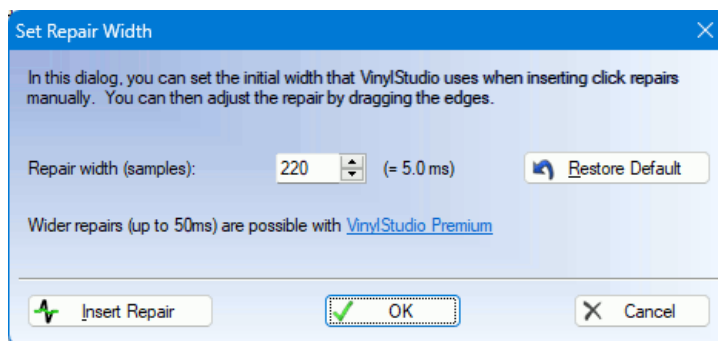 Set Repair Width
In this dialog, you can set the initial width that VinylStudio uses when inserting click repairs
manually.  You can then adjust the repair by dragging the edges.
Repair width (samples): 220 (= 5.0 ms) Restore Default
Wider repairs (up to 50ms) are possible with VinylStudio Premium
Insert Repair OK Cancel